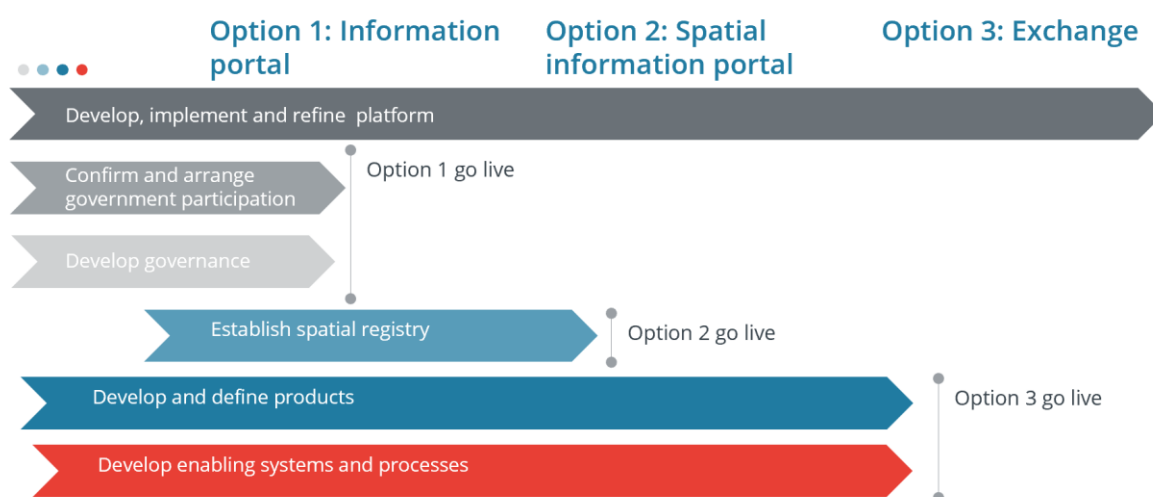 Option 1: Information
portal
Option 2: Spatial
information portal
Option 3: Exchange
Develop, implement and refine platform
Confirm and arrange
government participation
Option 1 go live
Develop governance
Establish spatial registry
Option 2 go live
Develop and define products
Option 3 go live
Develop enabling systems and processes